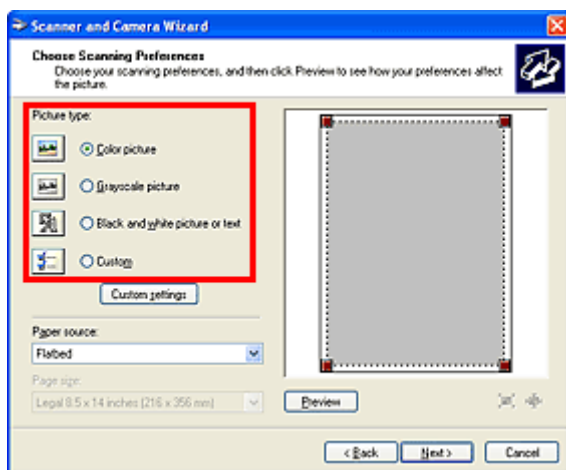 Scanner and Camera Wizard
Choose Scanning Preferences
Choose your scanning preferences, and then click Preview to see how your preferences affect
the picture.
Picture type:
Color picture
Grayscale picture
Black and white picture or text
Custom
Custom settings
Paper source:
Flatbed
Page size:
Legal 8.5 x 14 inches (216 x 356 mm)
Preview
< Back
Next >
Cancel